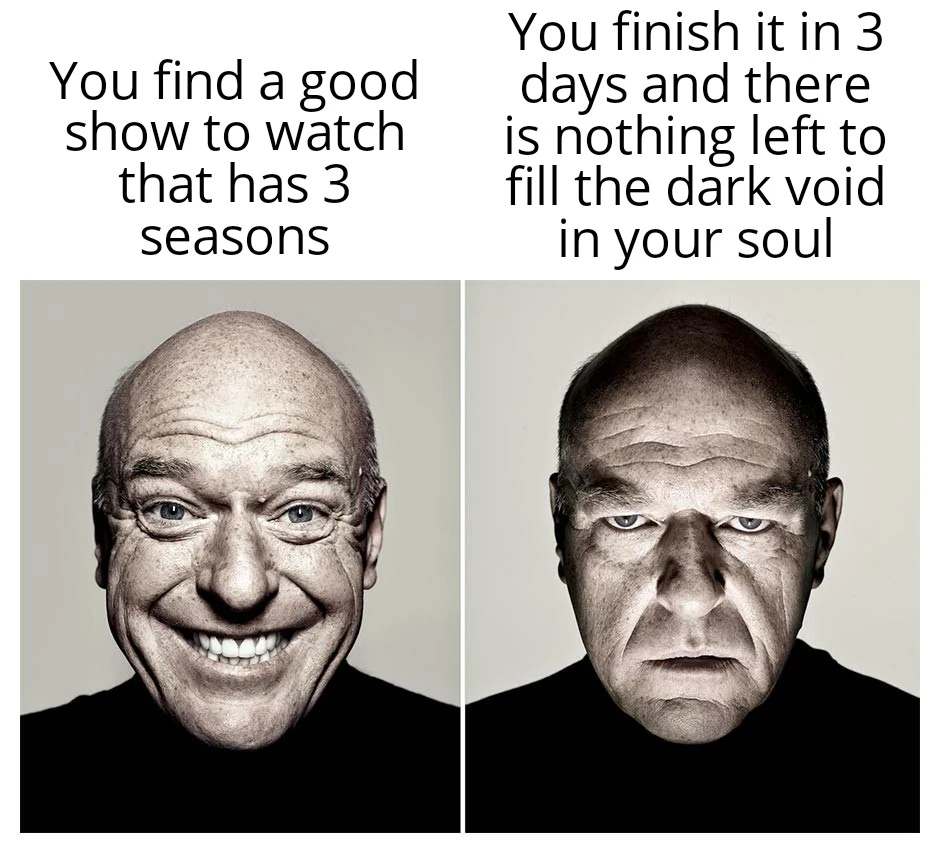 You find a good
show to watch
that has 3
seasons
You finish it in 3
days and there
is nothing left to
fill the dark void
in your soul